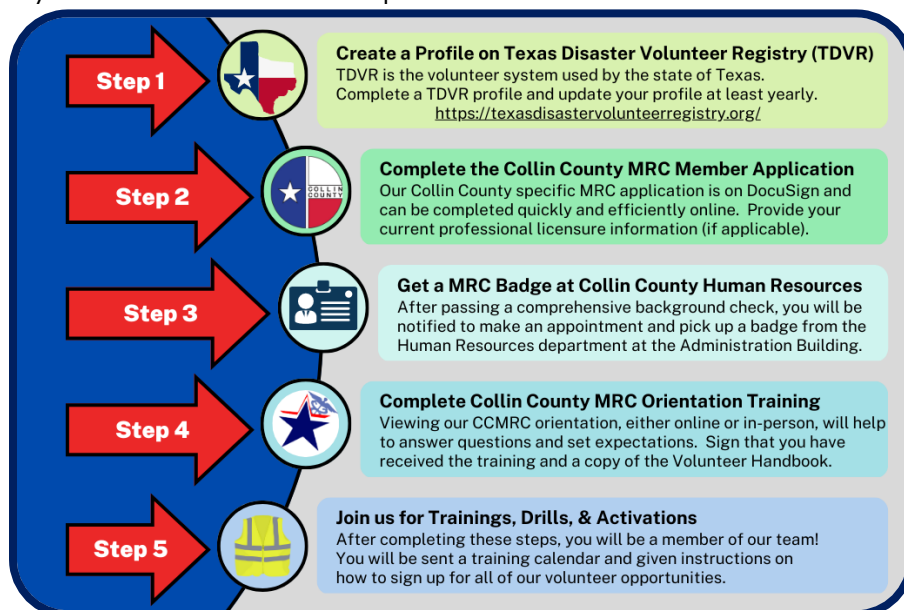 Step 1
Create a Profile on Texas Disaster Volunteer Registry (TDVR)
TDVR is the volunteer system used by the state of Texas.
Complete a TDVR profile and update your profile at least yearly.
https://texasdisastervolunteerregistry.org/
Step 2
COLLIN
COUNTY
Complete the Collin County MRC Member Application
Our Collin County specific MRC application is on DocuSign and
can be completed quickly and efficiently online. Provide your
current professional licensure information (if applicable).
Step 3
Get a MRC Badge at Collin County Human Resources
After passing a comprehensive background check, you will be
notified to make an appointment and pick up a badge from the
Human Resources department at the Administration Building.
Step 4
Complete Collin County MRC Orientation Training
Viewing our CCMRC orientation, either online or in-person, will help
to answer questions and set expectations. Sign that you have
received the training and a copy of the Volunteer Handbook.
Step 5
Join us for Trainings, Drills, & Activations
After completing these steps, you will be a member of our team!
You will be sent a training calendar and given instructions on
how to sign up for all of our volunteer opportunities.